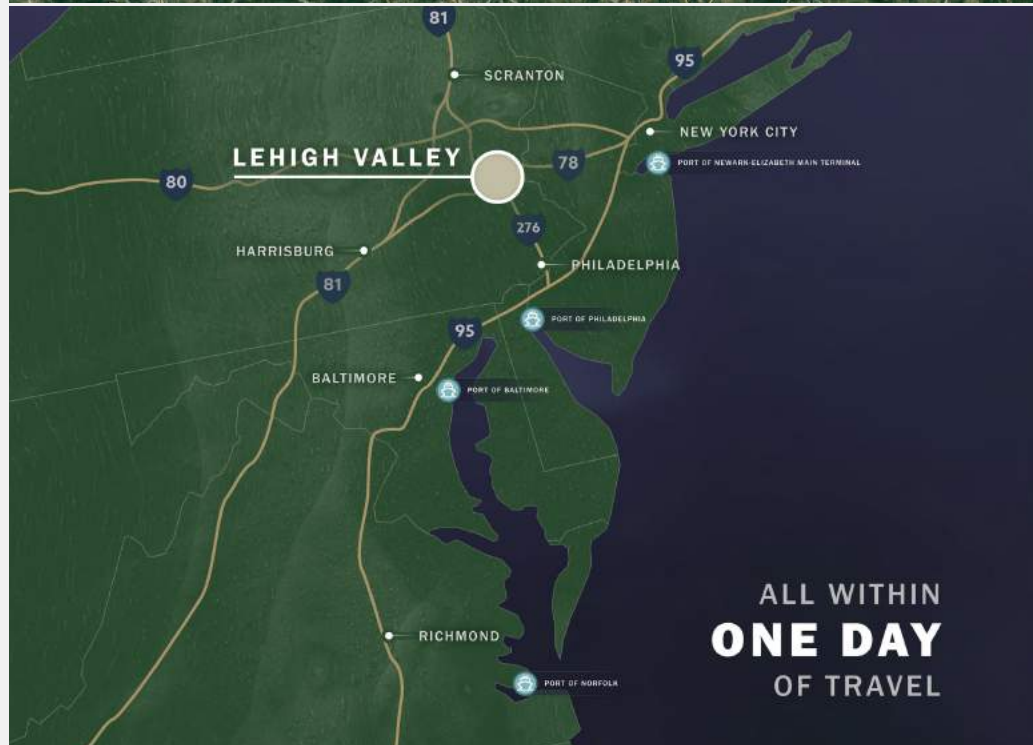 81
95
SCRANTON
NEW YORK CITY
LEHIGH VALLEY
78
PORT OF NEWARK-ELIZABETH MAIN TERMINAL
80
276
HARRISBURG
PHILADELPHIA
81
PORT OF PHILADELPHIA
95
BALTIMORE
PORT OF BALTIMORE
ALL WITHIN
ONE DAY
OF TRAVEL
RICHMOND
PORT OF NORFOLK